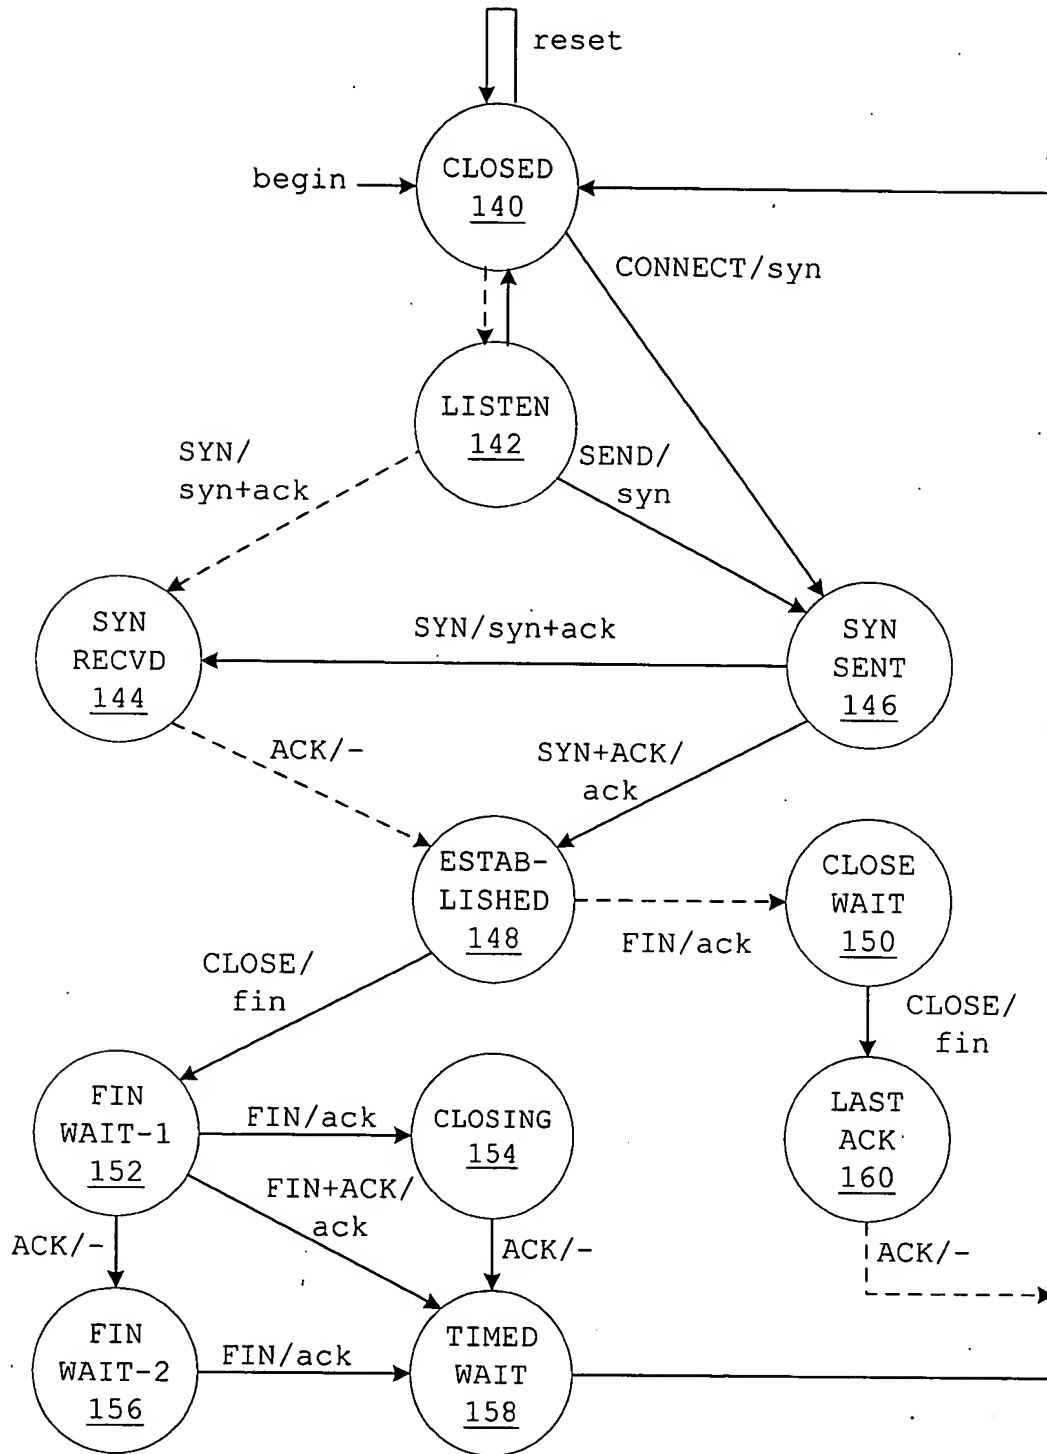 reset
begin
CLOSED
140
CONNECT/syn
LISTEN
142
SYN/
syn+ack
SEND/
syn
SYN
RECVD
144
SYN/syn+ack
SYN
SENT
146
ACK/-
SYN+ACK/
ack
ESTAB-
LISHED
148
FIN/ack
CLOSE
WAIT
150
CLOSE/
fin
CLOSE/
fin
FIN
WAIT-1
152
FIN/ack
CLOSING
154
LAST
ACK
160
FIN+ACK/
ack
ACK/-
ACK/-
ACK/-
FIN
WAIT-2
156
FIN/ack
TIMED
WAIT
158